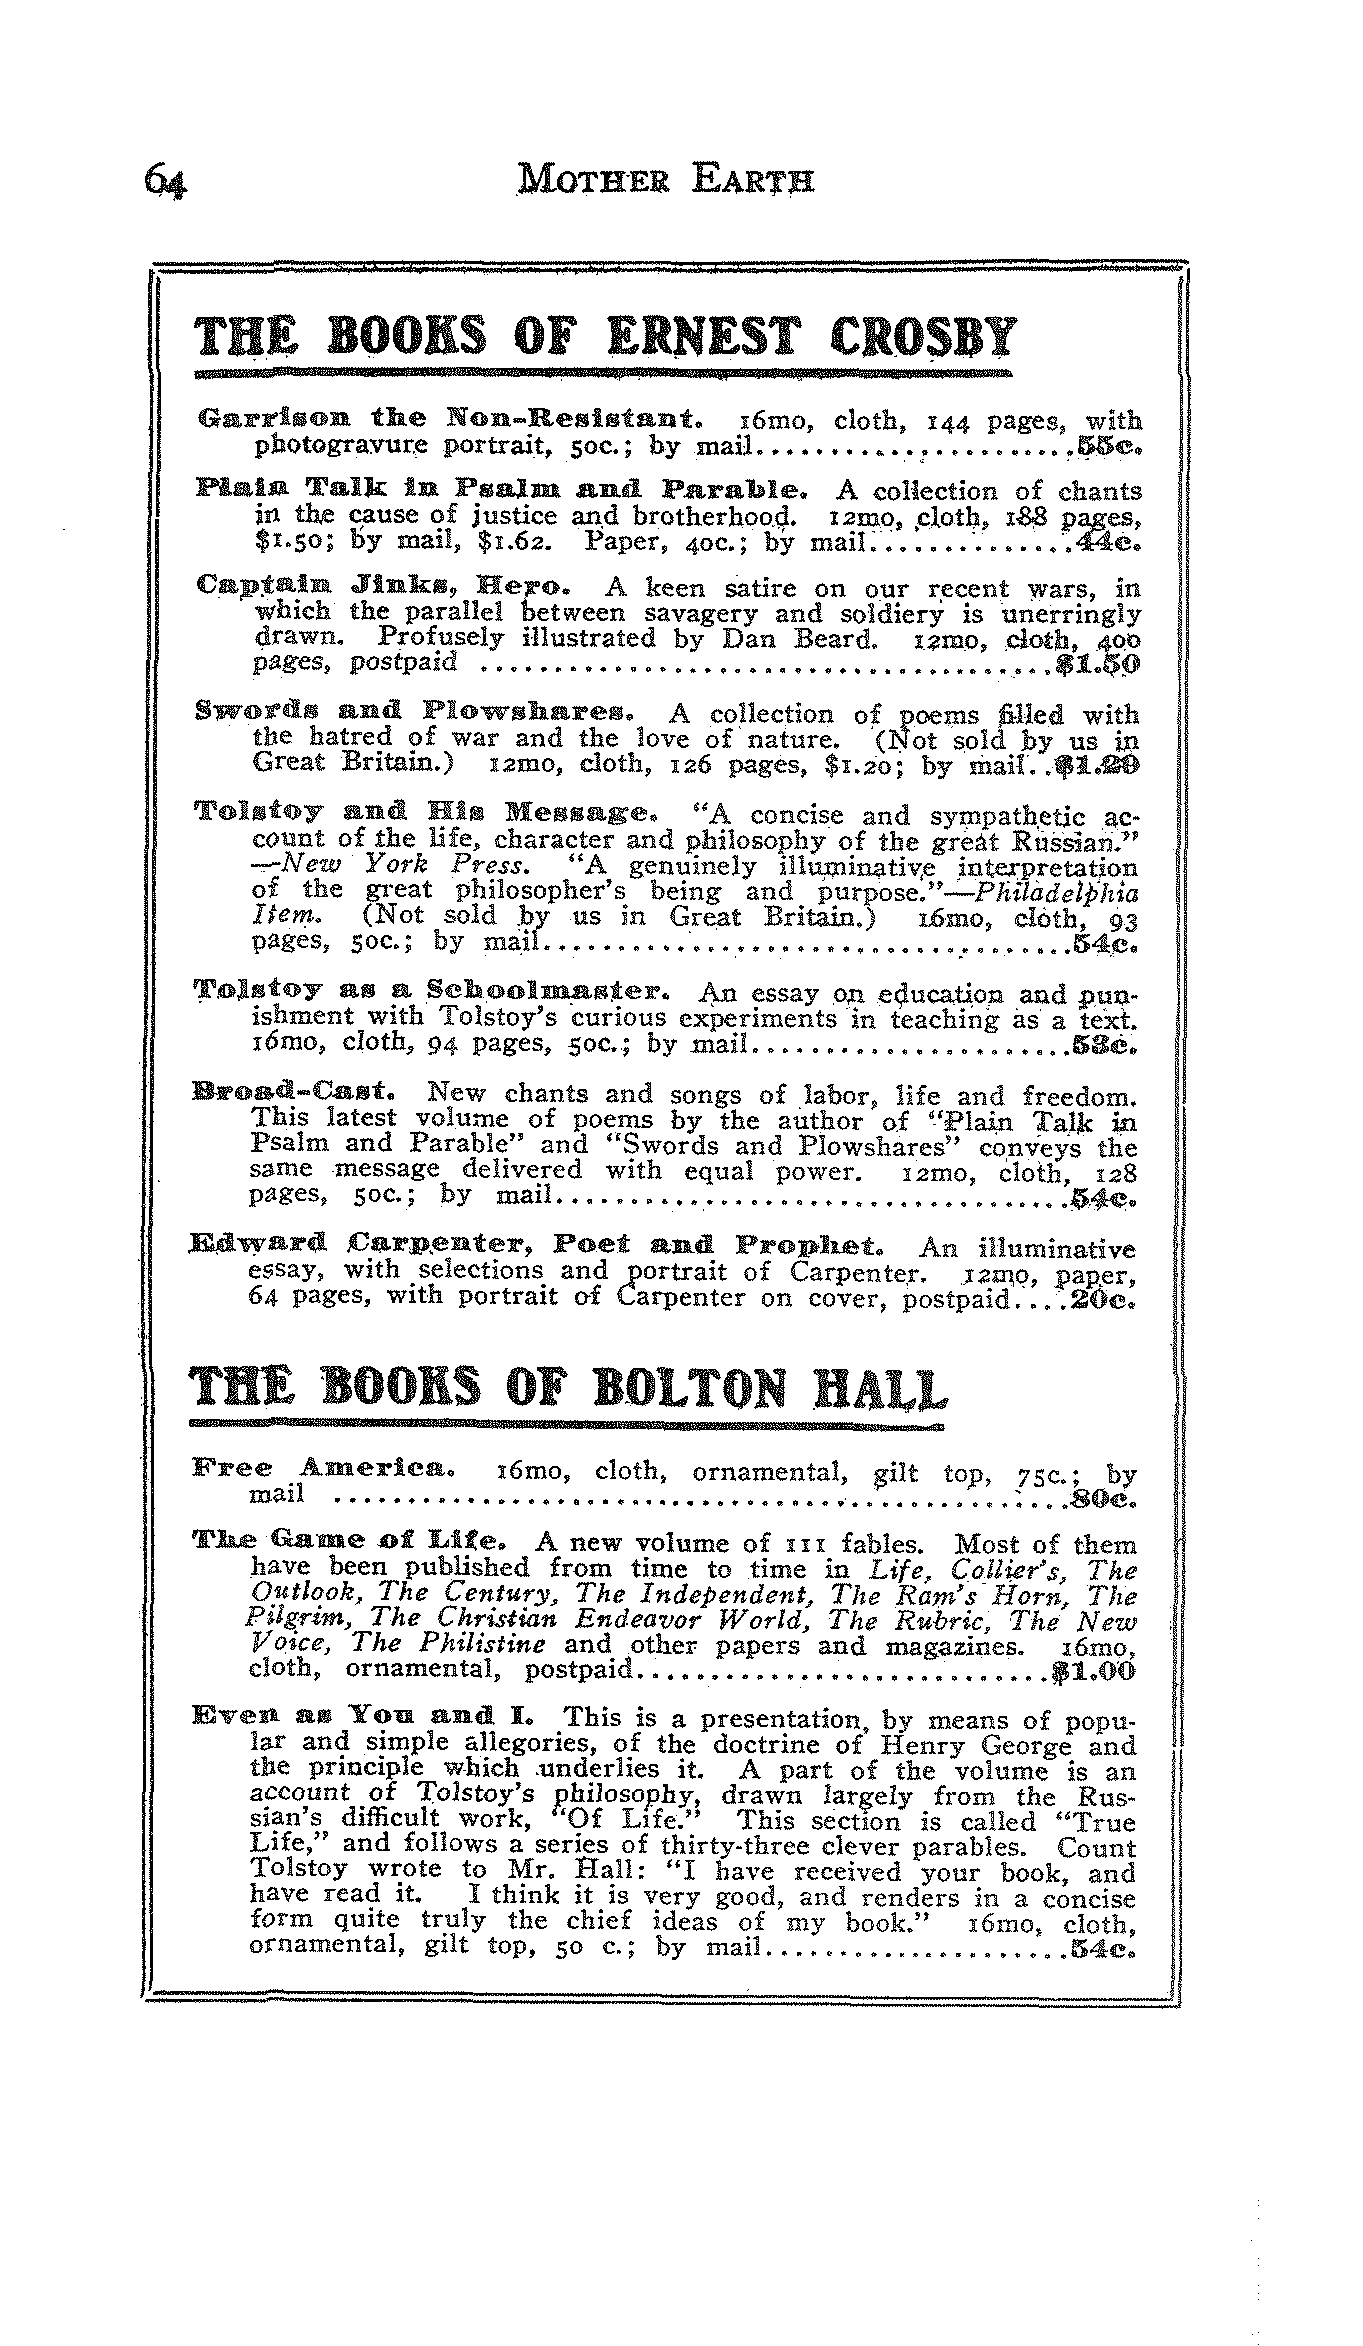 64 MOTHER EARTH
THE BOOKS OF ERNEST CROSBY
Garrison the Non-Resistant. 16mo, cloth, 144 pages, with
photogravure portrait, 50c.; by mail......................55c.
Plain Talk in Psalm and Parable. A collection of chants
in the cause of justice and brotherhood. 12mo, cloth, 188 pages,
$1.50; by mail, $1.62. Paper, 40c.; by mail..............44c.
Captain Jinks, Hero. A keen satire on our recent wars, in
which the parallel between savagery and soldiery is unerringly
drawn. Profusely illustrated by Dan Beard. 12mo, cloth, 400
pages, postpaid .......................................$1.50
Swords and Plowshares. A collection of poems filled with
the hatred of war and the love of nature. (Not sold by us in
Great Britain.) 12mo, cloth, 126 pages, $1.20; by mail..$1.29
Tolstoy and His Message. “A concise and sympathetic ac-
count of the life, character and philosophy of the great Russian.”
—New York Press. “A genuinely illuminative interpretation
of the great philosopher's being and purpose.”—Philadelphia
Item. (Not sold by us in Great Britain.) 16mo, cloth, 93
pages, 50c.; by mail....................................54c.
Tolstoy as a Schoolmaster. An essay on education and pun-
ishment with Tolstoy's curious experiments in teaching as a text.
16mo, cloth, 94 pages, 50c.; by mail......................53c.
Broad-Cast. New chants and songs of labor, life and freedom.
This latest volume of poems by the author of “Plain Talk in
Psalm and Parable” and “Swords and Plowshares” conveys the
same message delivered with equal power. 12mo, cloth, 128
pages, 50c.; by mail...................................54c.
Edward Carpenter, Poet and Prophet. An illuminative
essay, with selections and portrait of Carpenter. 12mo, paper,
64 pages, with portrait of Carpenter on cover, postpaid....20c.
THE BOOKS OF BOLTON HALL
Free America. 16mo, cloth, ornamental, gilt top, 75c.; by
mail ..................................................80c.
The Game of Life. A new volume of 111 fables. Most of them
have been published from time to time in Life, Collier's, The
Outlook, The Century, The Independent, The Ram's Horn, The
Pilgrim, The Christian Endeavor World, The Rubric, The New
Voice, The Philistine and other papers and magazines. 16mo,
cloth, ornamental, postpaid............................$1.00
Even as You and I. This is a presentation, by means of popu-
lar and simple allegories, of the doctrine of Henry George and
the principle which underlies it. A part of the volume is an
account of Tolstoy's philosophy, drawn largely from the Rus-
sian's difficult work, “Of Life.” This section is called “True
Life,” and follows a series of thirty-three clever parables. Count
Tolstoy wrote to Mr. Hall: “I have received your book, and
have read it. I think it is very good, and renders in a concise
form quite truly the chief ideas of my book.” 16mo, cloth,
ornamental, gilt top, 50 c.; by mail.....................54c.